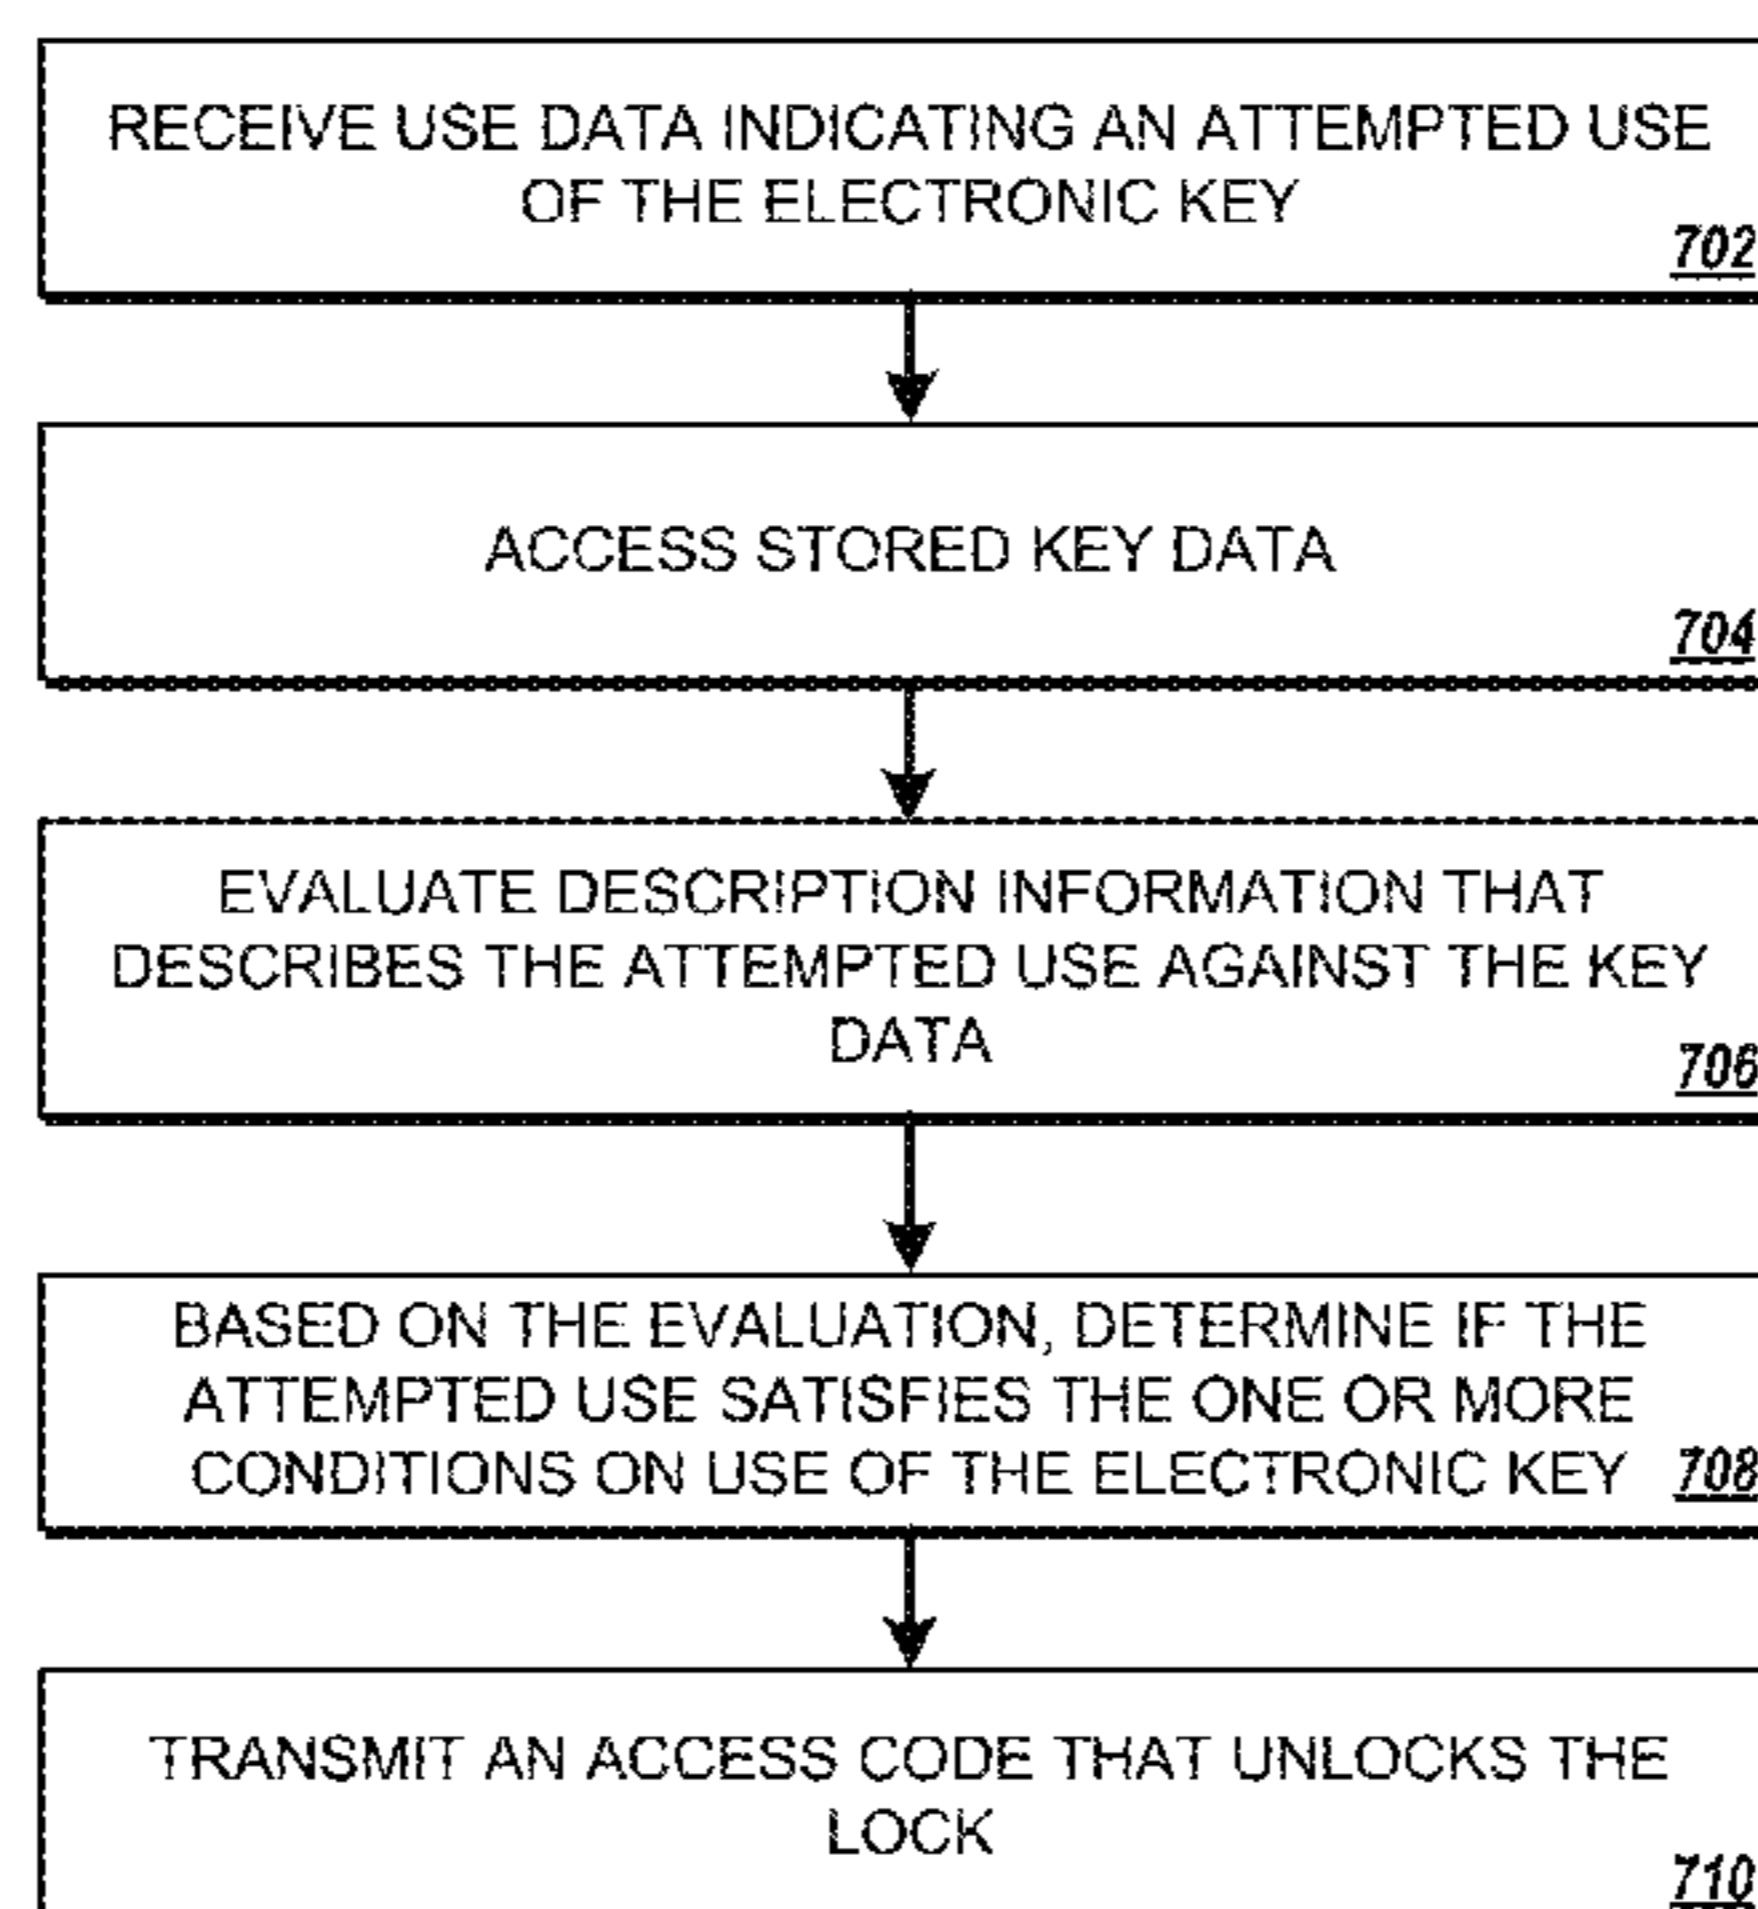 RECEIVE USE DATA INDICATING AN ATTEMPTED USE
OF THE ELECTRONIC KEY
702
ACCESS STORED KEY DATA
704
EVALUATE DESCRIPTION INFORMATION THAT
DESCRIBES THE ATTEMPTED USE AGAINST THE KEY
DATA
706
BASED ON THE EVALUATION, DETERMINE IF THE
ATTEMPTED USE SATISFIES THE ONE OR MORE
CONDITIONS ON USE OF THE ELECTRONIC KEY 708
TRANSMIT AN ACCESS CODE THAT UNLOCKS THE
LOCK
710